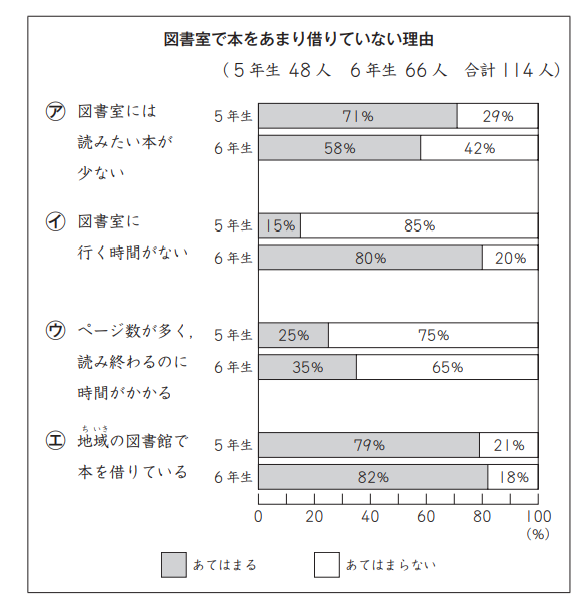 図書室で本をあまり借りていない理由
(5年生 48人 6年生 66人 合計 114人)
㋐ 図書室には
読みたい本が
少ない
5年生 71% 29%
6年生 58% 42%
㋑ 図書室に
行く時間がない
5年生 15% 85%
6年生 80% 20%
㋒ ページ数が多く,
読み終わるのに
時間がかかる
5年生 25% 75%
6年生 35% 65%
㋓ 地域の図書館で
ちいき
本を借りている
5年生 79% 21%
6年生 82% 18%
0 20 40 60 80 100
(%)
あてはまる あてはまらない